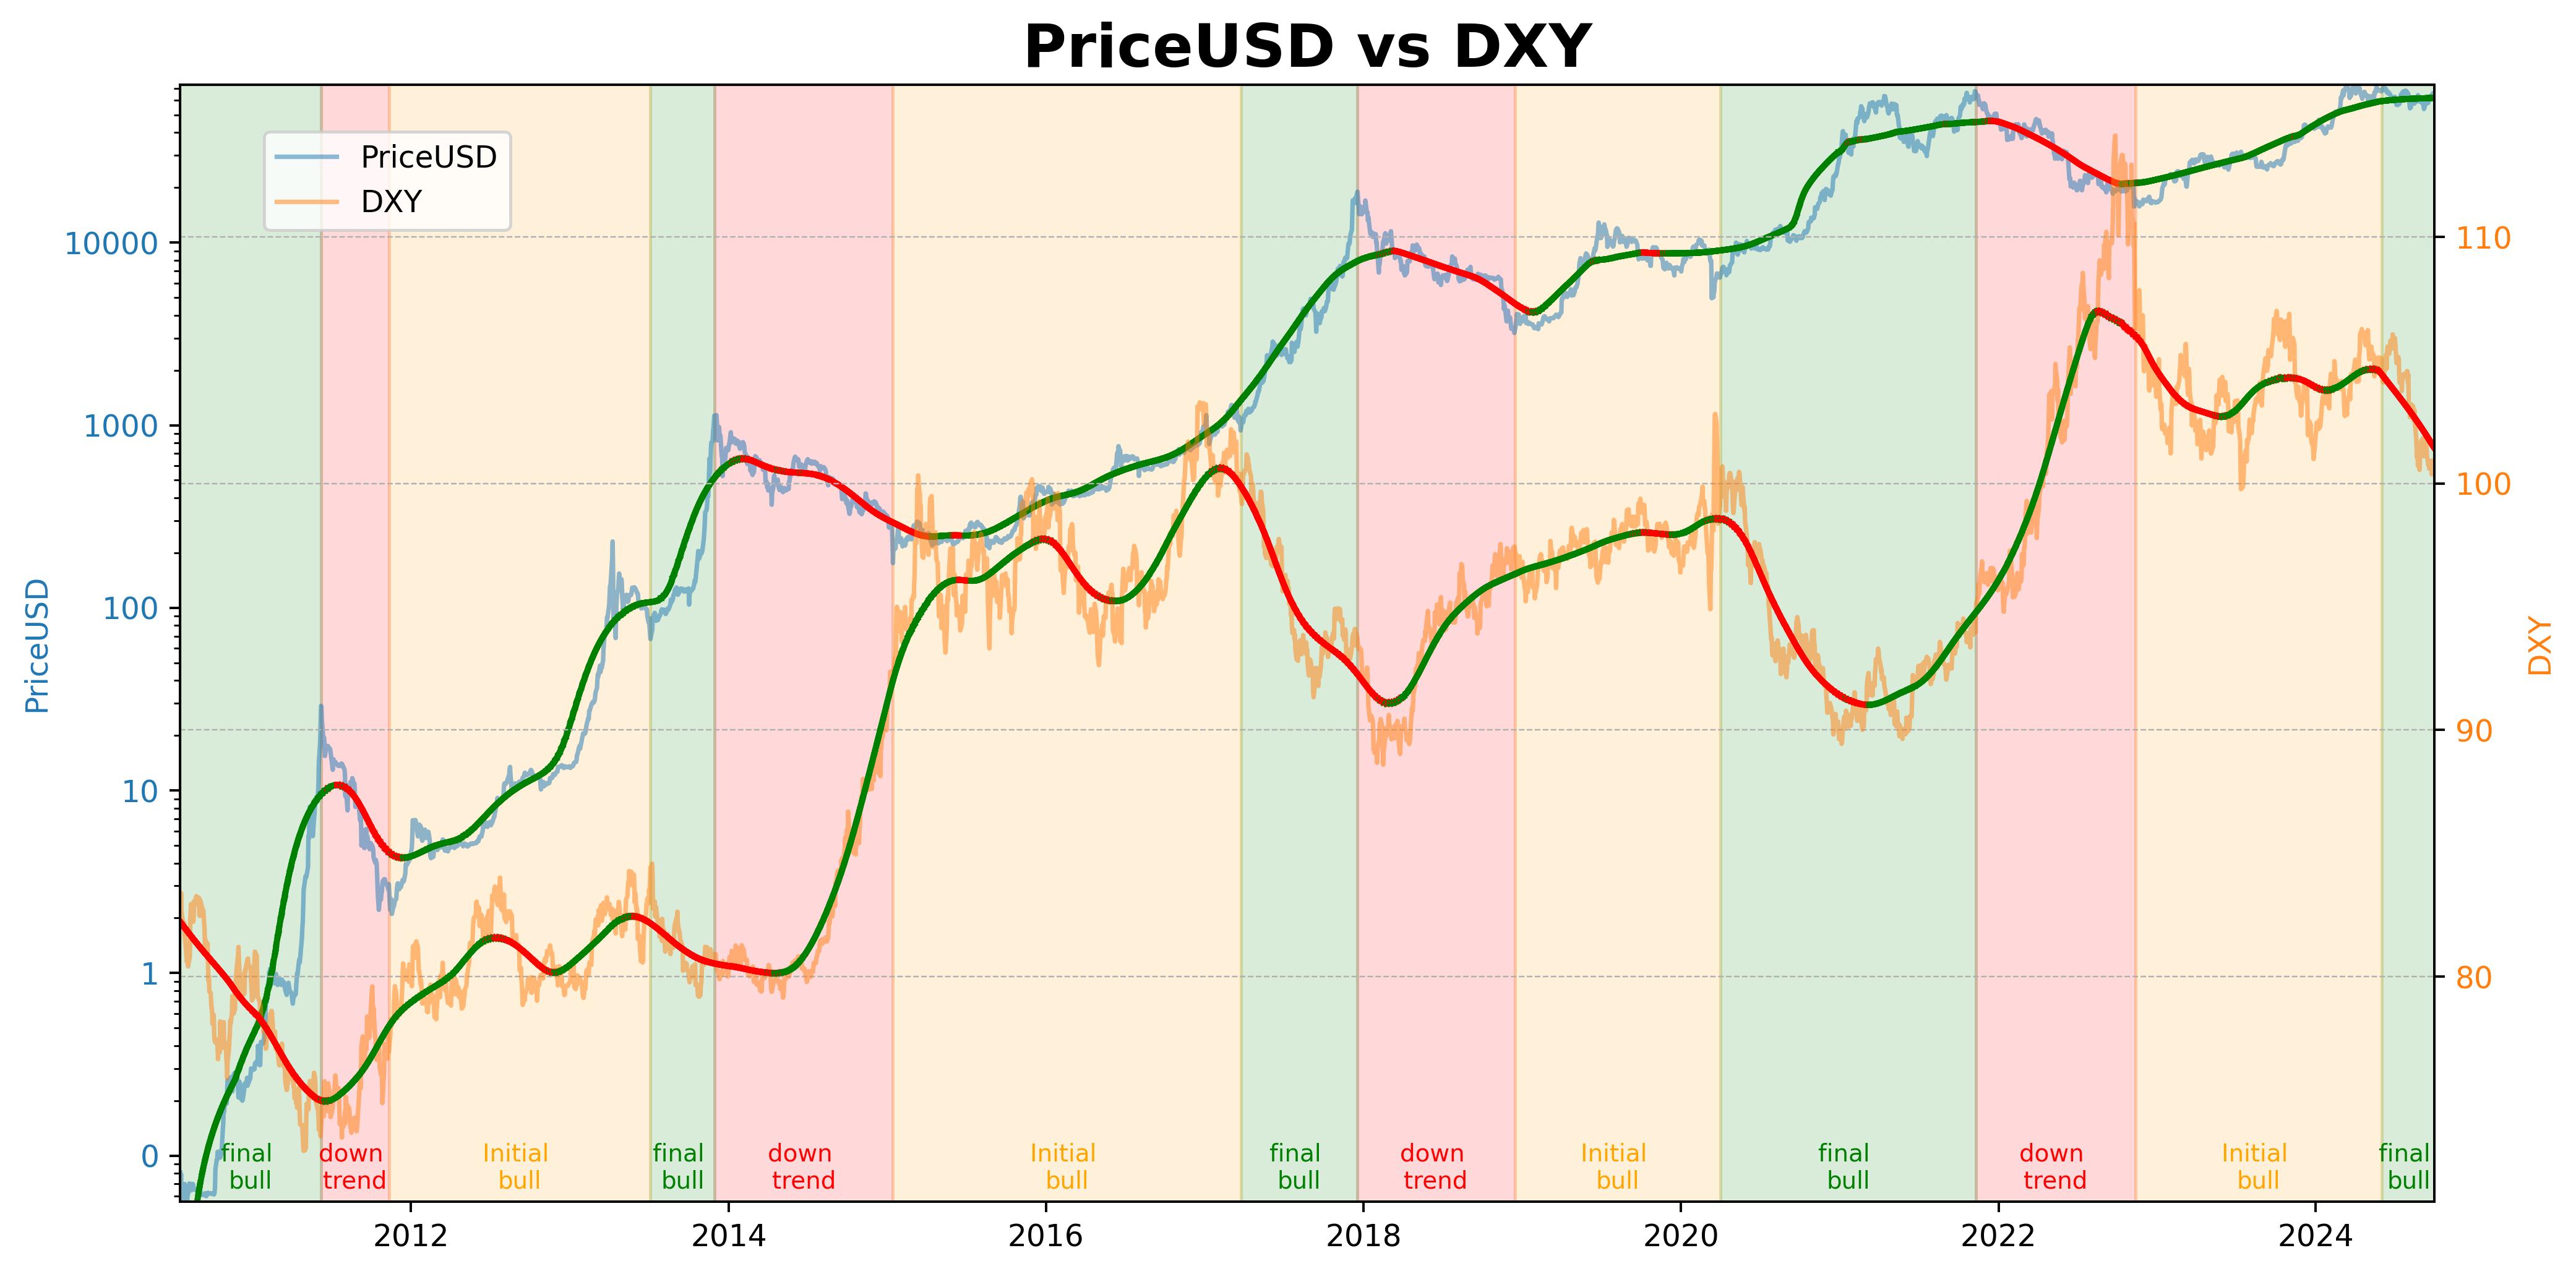 PriceUSD vs DXY
PriceUSD
DXY
10000
1000
100
10
1
0
PriceUSD
110
100
90
80
DXY
final
bull
down
trend
Initial
bull
final
bull
down
trend
Initial
bull
final
bull
down
trend
Initial
bull
final
bull
down
trend
Initial
bull
final
bull
2012
2014
2016
2018
2020
2022
2024